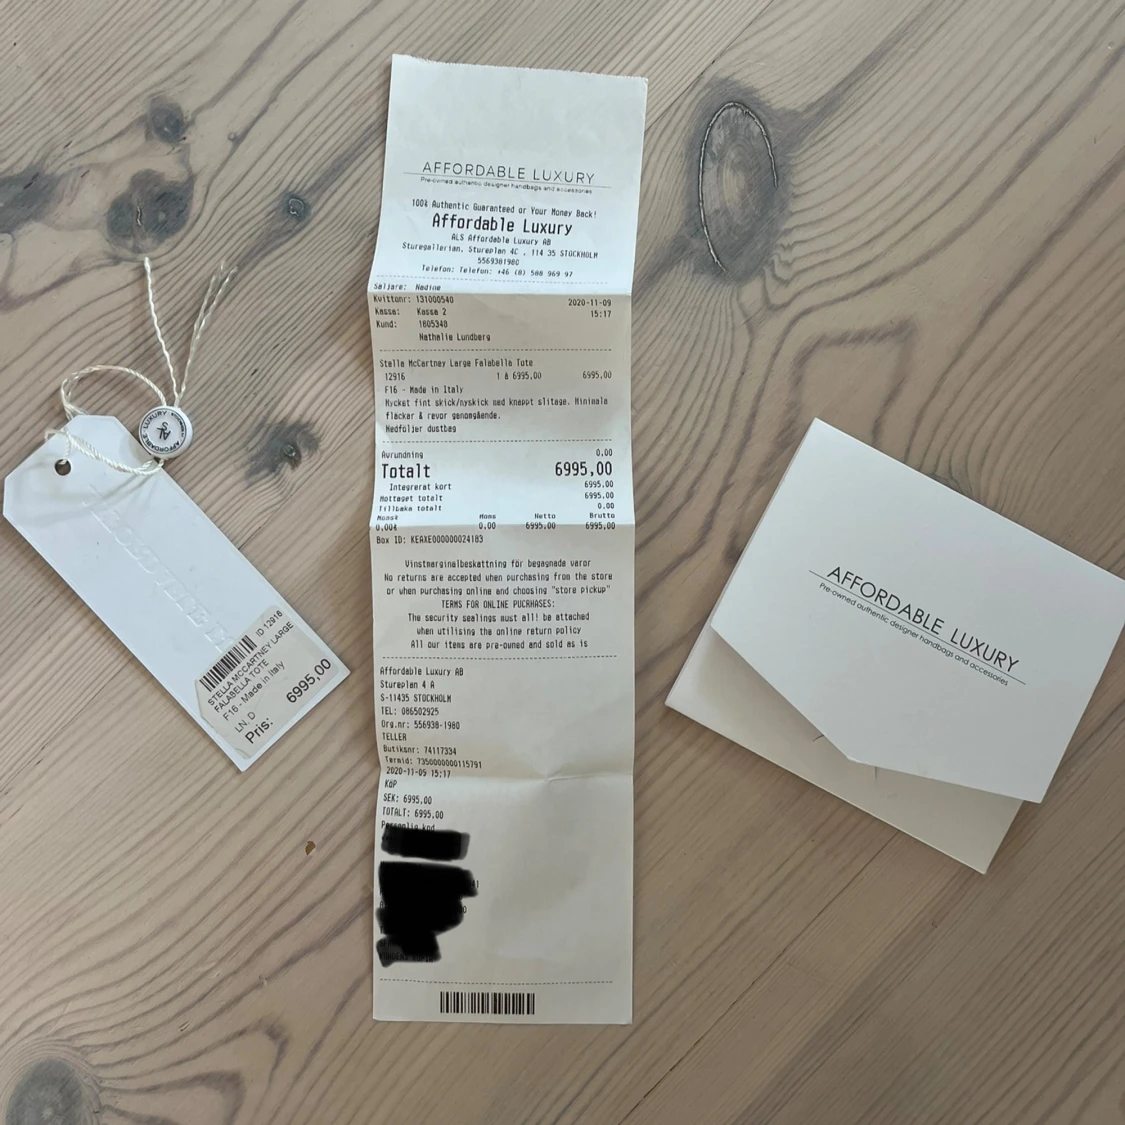 AFFORDABLE LUXURY
Pre-owned authentic designer handbags and accessories
100% Authentic Guaranteed or Your Money Back!
Affordable Luxury
ALS Affordable Luxury AB
Sturegallerian, Stureplan 4C , 114 35 STOCKHOLM
5569381980
Telefon: Telefon: +46 (0) 588 969 97
Säljare: Nadine
Kvittonr: 131000540 2020-11-09
Kassa: Kassa 2 15:17
Kund: 1805348
Nathalie Lundberg
Stella McCartney Large Falabella Tote
12916 1 à 6995,00 6995,00
F16 - Made in Italy
Mycket fint skick/nyskick med knappt slitage. Minimala
fläckar & revor genomgående.
Medföljer dustbag
Avrundning 0,00
Totalt 6995,00
Integrerat kort 6995,00
Mottaget totalt 6995,00
Tillbaka totalt 0,00
Moms% Moms Netto Brutto
0.00% 0,00 6995,00 6995,00
Box ID: KEAXE000000024183
Vinstmarginalbeskattning för begagnade varor
No returns are accepted when purchasing from the store
or when purchasing online and choosing "store pickup"
TERMS FOR ONLINE PUCRHASES:
The security sealings must all! be attached
when utilising the online return policy
All our items are pre-owned and sold as is
Affordable Luxury AB
Stureplan 4 A
S-11435 STOCKHOLM
TEL: 086502925
Org.nr: 556938-1980
TELLER
Butiksnr: 74117334
Termid: 7350000000115791
2020-11-09 15:17
KÖP
SEK: 6995,00
TOTALT: 6995,00
Personlig kod
AFFORDABLE LUXURY
ALS
ID 12916
STELLA MCCARTNEY LARGE
FALABELLA TOTE
F16 - Made in Italy
LN, D
Pris: 6995,00
AFFORDABLE LUXURY
Pre-owned authentic designer handbags and accessories